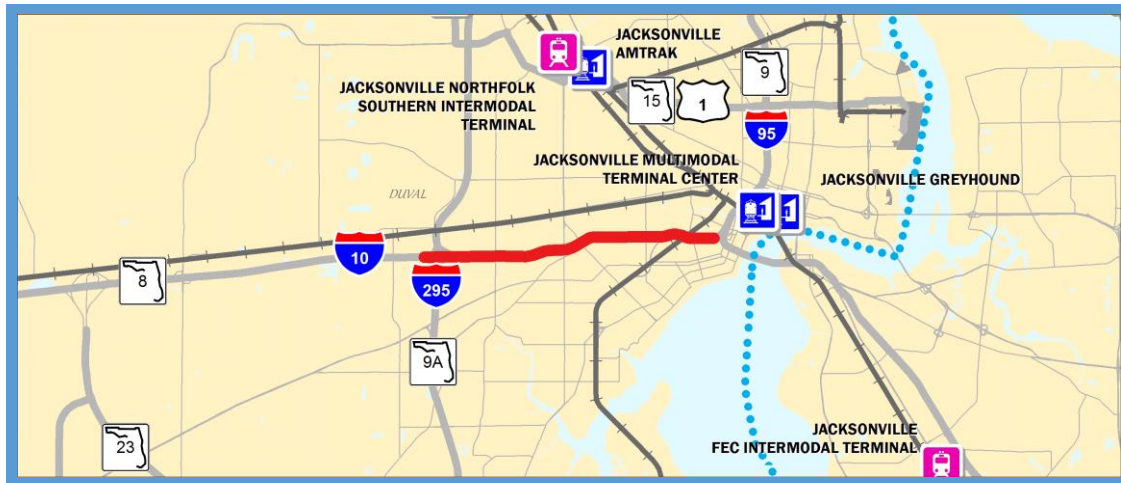 JACKSONVILLE
AMTRAK
JACKSONVILLE NORTHFOLK
SOUTHERN INTERMODAL
TERMINAL
9
15
1
95
JACKSONVILLE MULTIMODAL
TERMINAL CENTER
JACKSONVILLE GREYHOUND
DUVAL
10
8
295
9A
23
JACKSONVILLE
FEC INTERMODAL TERMINAL